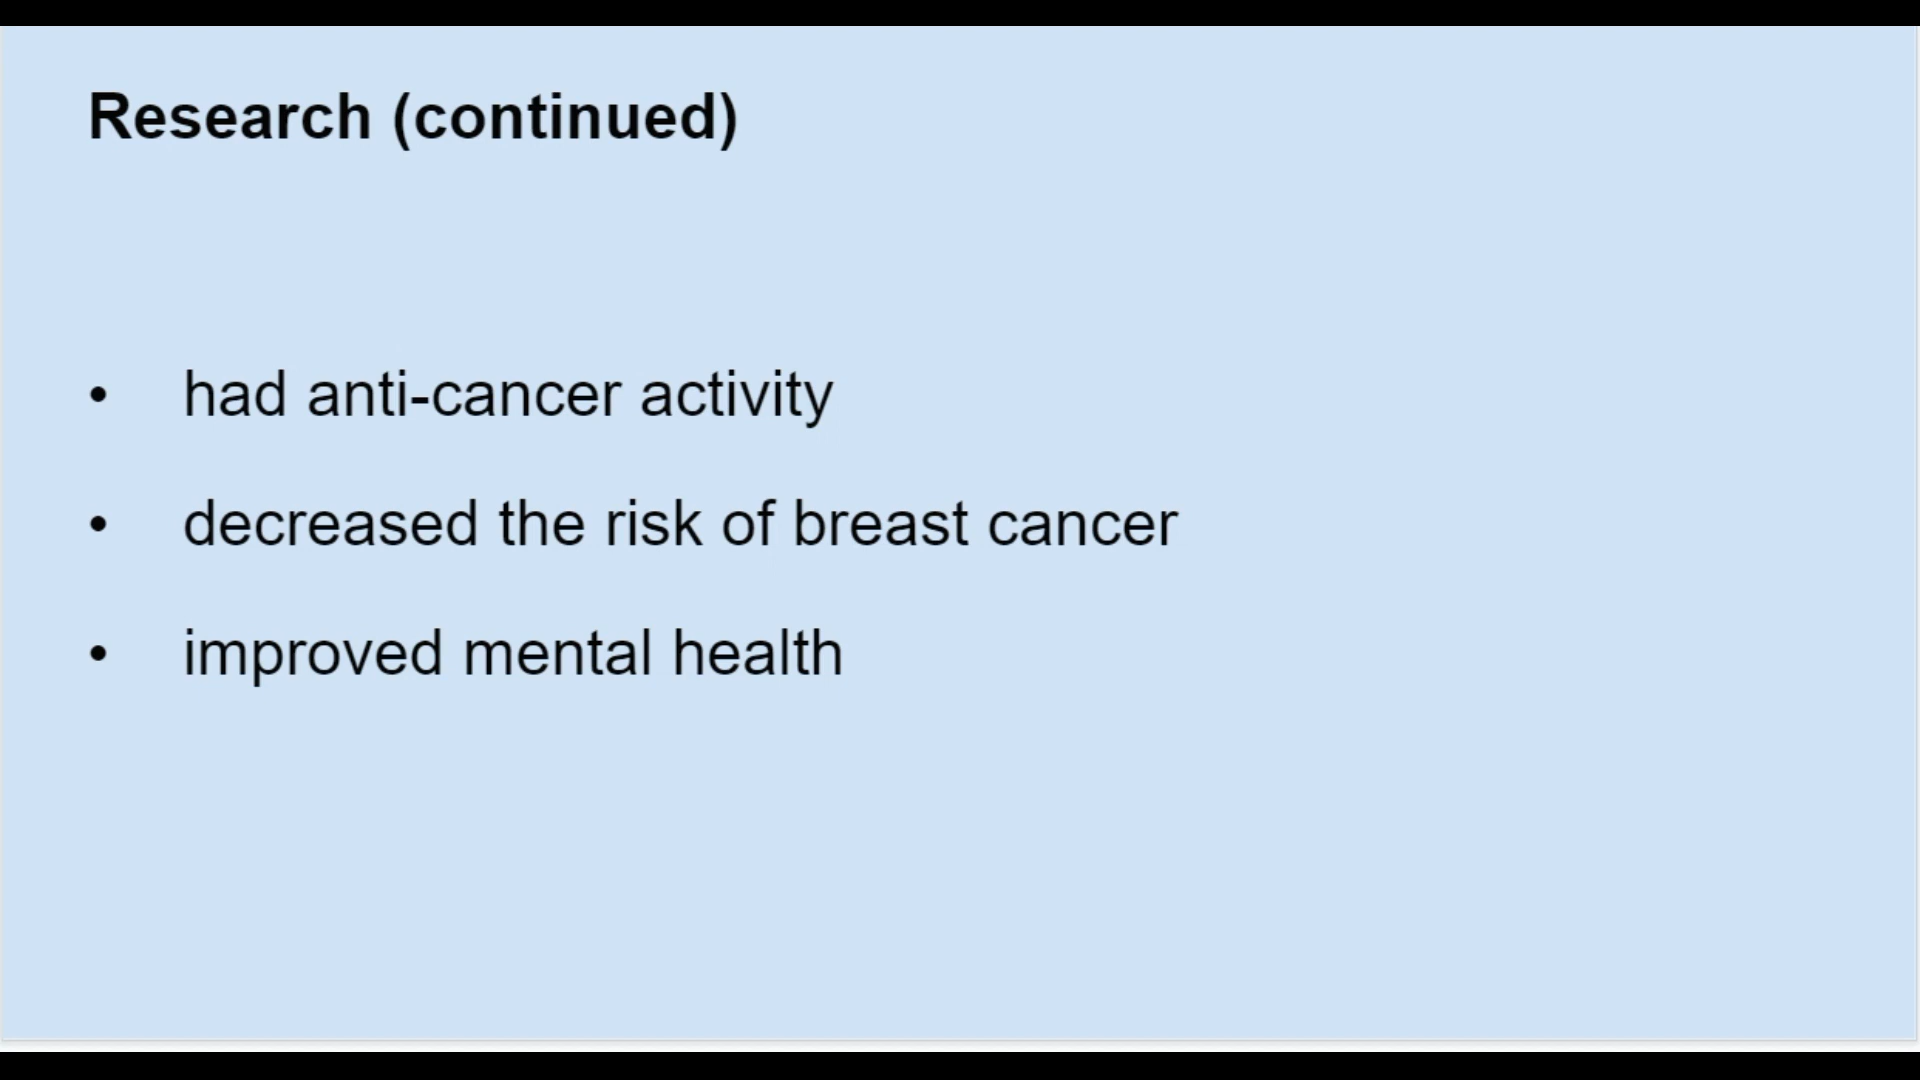 Research (continued)
• had anti-cancer activity
• decreased the risk of breast cancer
• improved mental health